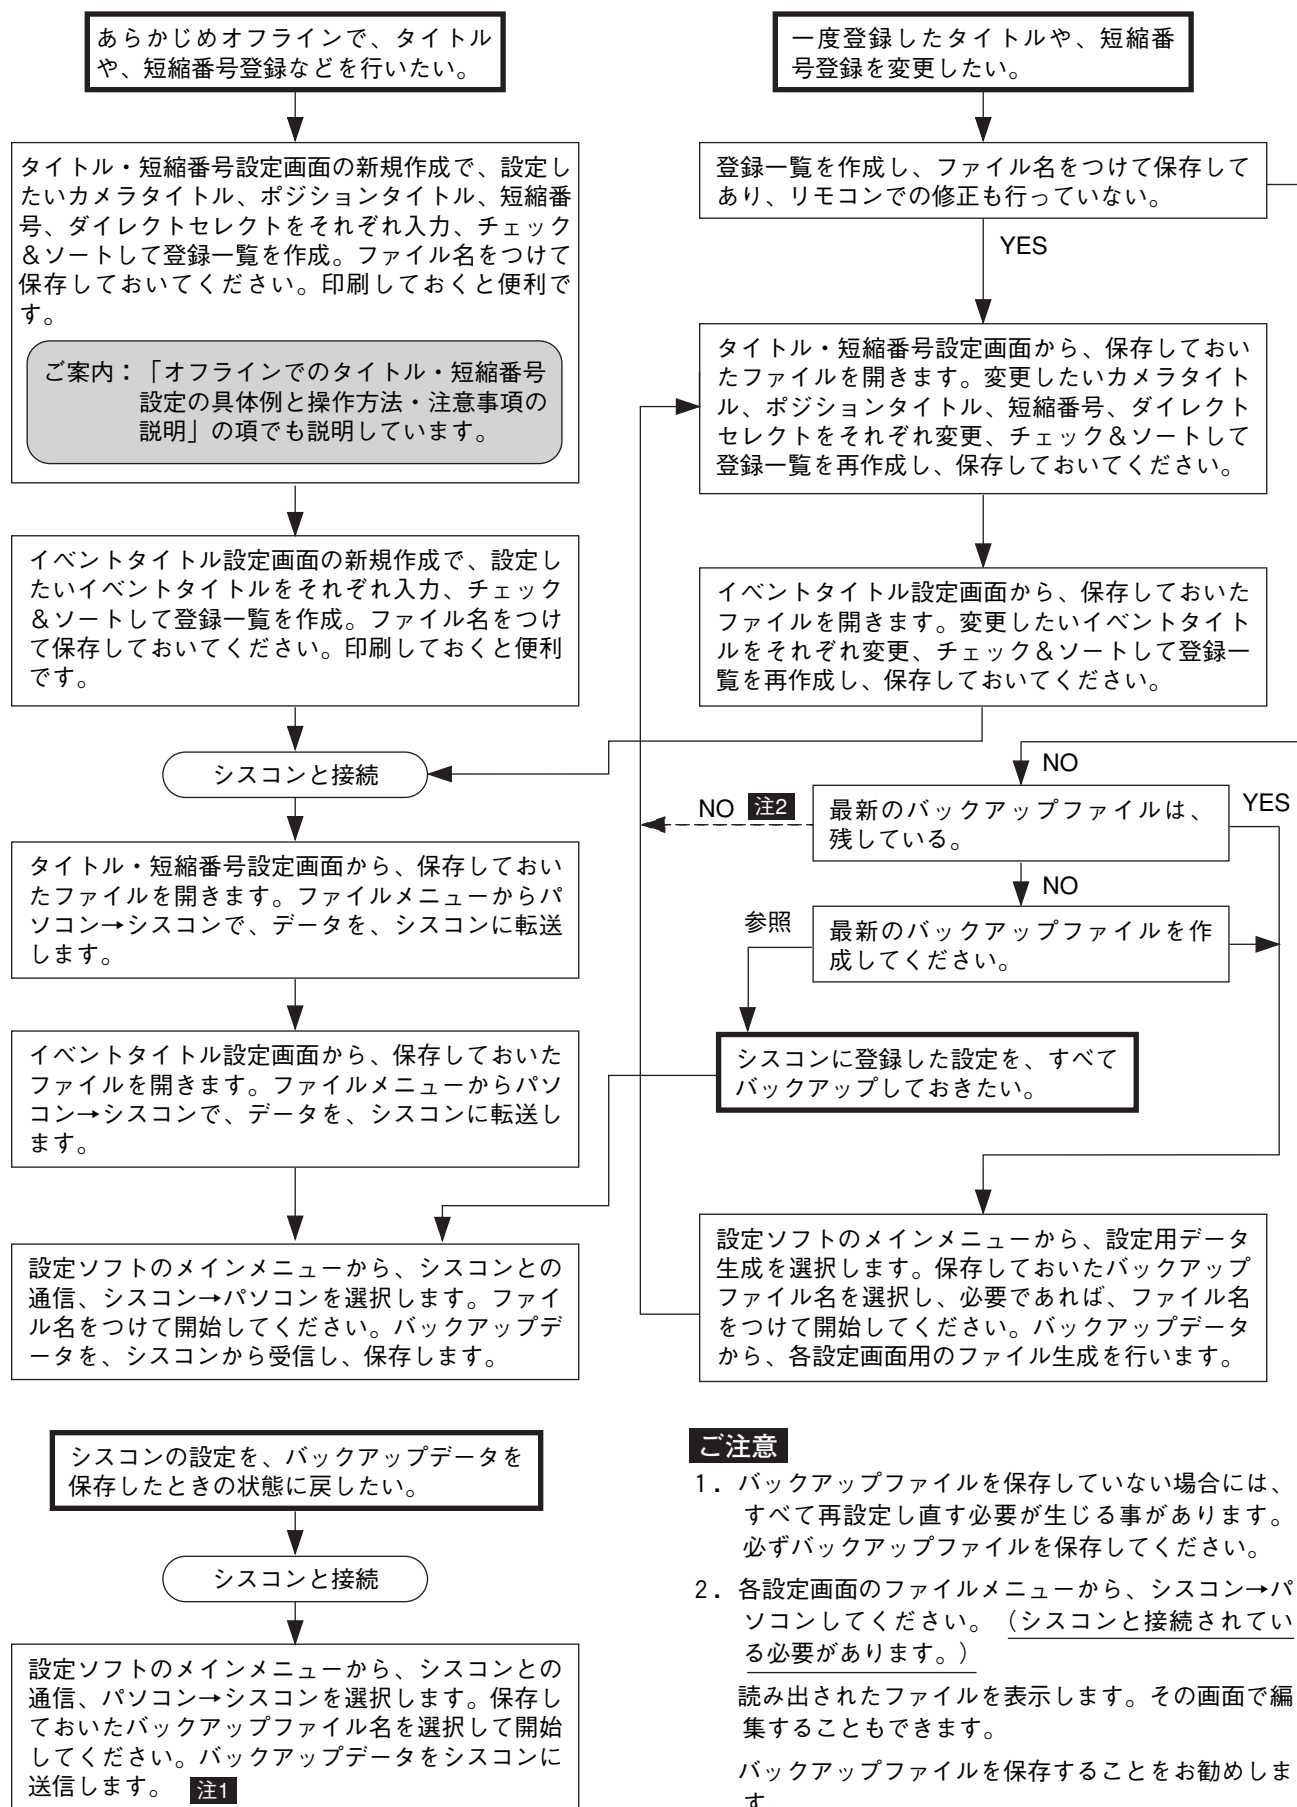 あらかじめオフラインで、タイトル
や、短縮番号登録などを行いたい。
タイトル・短縮番号設定画面の新規作成で、設定し
たいカメラタイトル、ポジションタイトル、短縮番
号、ダイレクトセレクトをそれぞれ入力、チェック
＆ソートして登録一覧を作成。ファイル名をつけて
保存しておいてください。印刷しておくと便利で
す。
ご案内：「オフラインでのタイトル・短縮番号
設定の具体例と操作方法・注意事項の
説明」の項でも説明しています。
イベントタイトル設定画面の新規作成で、設定し
たいイベントタイトルをそれぞれ入力、チェック
＆ソートして登録一覧を作成。ファイル名をつけ
て保存しておいてください。印刷しておくと便利
です。
シスコンと接続
タイトル・短縮番号設定画面から、保存しておい
たファイルを開きます。ファイルメニューからパ
ソコン→シスコンで、データを、シスコンに転送
します。
イベントタイトル設定画面から、保存しておいた
ファイルを開きます。ファイルメニューからパソ
コン→シスコンで、データを、シスコンに転送し
ます。
設定ソフトのメインメニューから、シスコンとの
通信、シスコン→パソコンを選択します。ファイ
ル名をつけて開始してください。バックアップデ
ータを、シスコンから受信し、保存します。
シスコンの設定を、バックアップデータを
保存したときの状態に戻したい。
シスコンと接続
設定ソフトのメインメニューから、シスコンとの
通信、パソコン→シスコンを選択します。保存し
ておいたバックアップファイル名を選択して開始
してください。バックアップデータをシスコンに
送信します。 注1
一度登録したタイトルや、短縮番
号登録を変更したい。
登録一覧を作成し、ファイル名をつけて保存して
あり、リモコンでの修正も行っていない。
YES
タイトル・短縮番号設定画面から、保存しておい
たファイルを開きます。変更したいカメラタイト
ル、ポジションタイトル、短縮番号、ダイレクト
セレクトをそれぞれ変更、チェック＆ソートして
登録一覧を再作成し、保存しておいてください。
イベントタイトル設定画面から、保存しておいた
ファイルを開きます。変更したいイベントタイト
ルをそれぞれ変更、チェック＆ソートして登録一
覧を再作成し、保存しておいてください。
NO
NO 注2
最新のバックアップファイルは、
残している。
YES
NO
参照
最新のバックアップファイルを作
成してください。
シスコンに登録した設定を、すべて
バックアップしておきたい。
設定ソフトのメインメニューから、設定用データ
生成を選択します。保存しておいたバックアップ
ファイル名を選択し、必要であれば、ファイル名
をつけて開始してください。バックアップデータ
から、各設定画面用のファイル生成を行います。
ご注意
1．バックアップファイルを保存していない場合には、
すべて再設定し直す必要が生じる事があります。
必ずバックアップファイルを保存してください。
2．各設定画面のファイルメニューから、シスコン→パ
ソコンしてください。（シスコンと接続されてい
る必要があります。）
読み出されたファイルを表示します。その画面で編
集することもできます。
バックアップファイルを保存することをお勧めしま
す